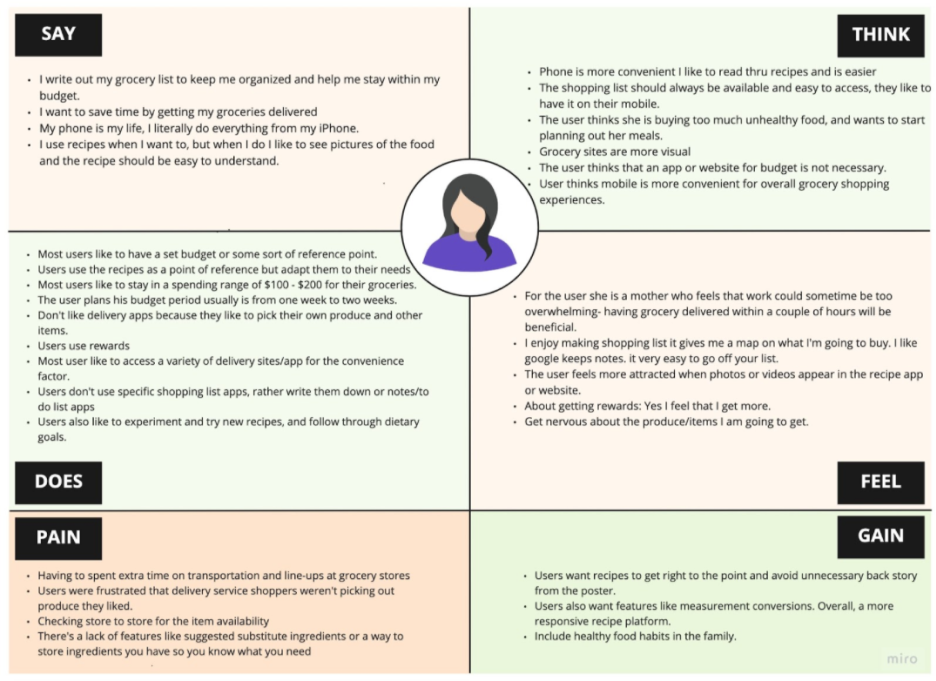 SAY
• I write out my grocery list to keep me organized and help me stay within my
budget.
• I want to save time by getting my groceries delivered
• My phone is my life, I literally do everything from my iPhone.
• I use recipes when I want to, but when I do I like to see pictures of the food
and the recipe should be easy to understand.
THINK
• Phone is more convenient I like to read thru recipes and is easier
• The shopping list should always be available and easy to access, they like to
have it on their mobile.
• The user thinks she is buying too much unhealthy food, and wants to start
planning out her meals.
• Grocery sites are more visual
• The user thinks that an app or website for budget is not necessary.
• User thinks mobile is more convenient for overall grocery shopping
experiences.
• Most users like to have a set budget or some sort of reference point.
• Users use the recipes as a point of reference but adapt them to their needs
• Most users like to stay in a spending range of $100 - $200 for their groceries.
• The user plans his budget period usually is from one week to two weeks.
• Don't like delivery apps because they like to pick their own produce and other
items.
• Users use rewards
• Most user like to access a variety of delivery sites/app for the convenience
factor.
• Users don't use specific shopping list apps, rather write them down or notes/to
do list apps
• Users also like to experiment and try new recipes, and follow through dietary
goals.
DOES
• For the user she is a mother who feels that work could sometime be too
overwhelming- having grocery delivered within a couple of hours will be
beneficial.
• I enjoy making shopping list it gives me a map on what I'm going to buy. I like
google keeps notes. it very easy to go off your list.
• The user feels more attracted when photos or videos appear in the recipe app
or website.
• About getting rewards: Yes I feel that I get more.
• Get nervous about the produce/items I am going to get.
FEEL
PAIN
• Having to spent extra time on transportation and line-ups at grocery stores
• Users were frustrated that delivery service shoppers weren't picking out
produce they liked.
• Checking store to store for the item availability
• There's a lack of features like suggested substitute ingredients or a way to
store ingredients you have so you know what you need
GAIN
• Users want recipes to get right to the point and avoid unnecessary back story
from the poster.
• Users also want features like measurement conversions. Overall, a more
responsive recipe platform.
• Include healthy food habits in the family.
miro